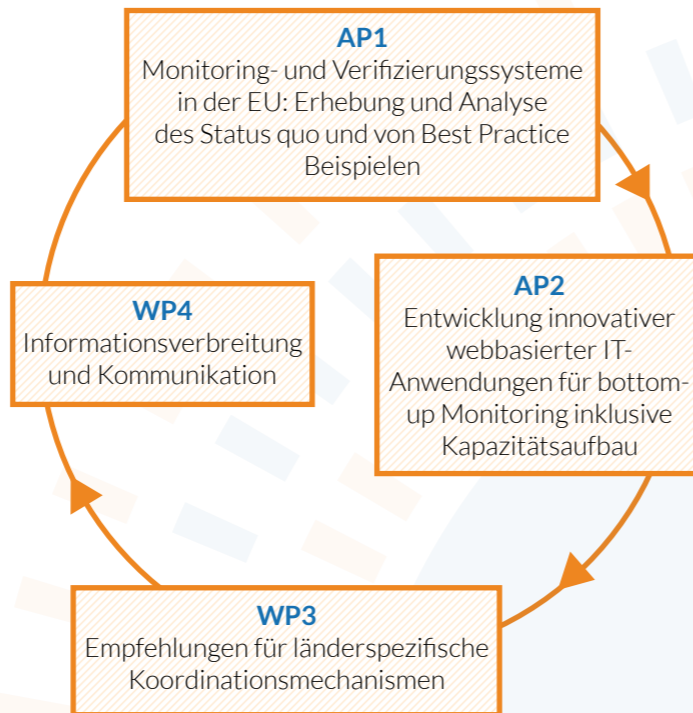 AP1
Monitoring- und Verifizierungssysteme
in der EU: Erhebung und Analyse
des Status quo und von Best Practice
Beispielen
AP2
Entwicklung innovativer
webbasierter IT-
Anwendungen für bottom-
up Monitoring inklusive
Kapazitätsaufbau
WP3
Empfehlungen für länderspezifische
Koordinationsmechanismen
WP4
Informationsverbreitung
und Kommunikation